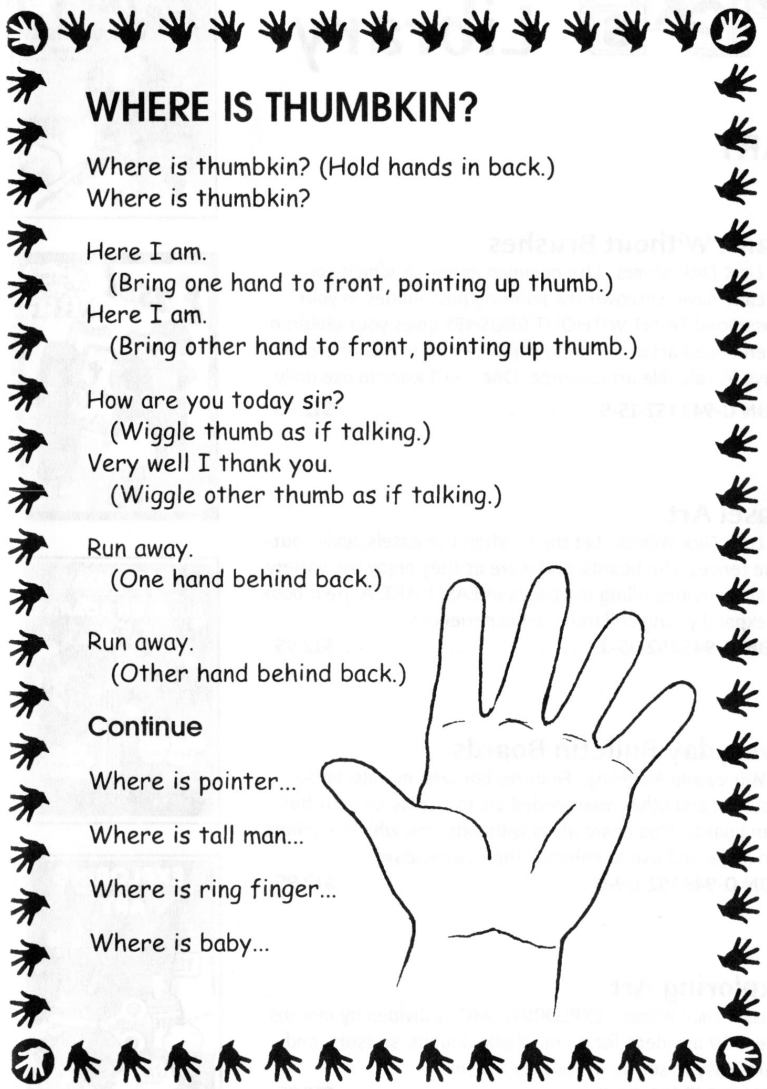 WHERE IS THUMBKIN?
Where is thumbkin? (Hold hands in back.)
Where is thumbkin?
Here I am.
(Bring one hand to front, pointing up thumb.)
Here I am.
(Bring other hand to front, pointing up thumb.)
How are you today sir?
(Wiggle thumb as if talking.)
Very well I thank you.
(Wiggle other thumb as if talking.)
Run away.
(One hand behind back.)
Run away.
(Other hand behind back.)
Continue
Where is pointer...
Where is tall man...
Where is ring finger...
Where is baby...